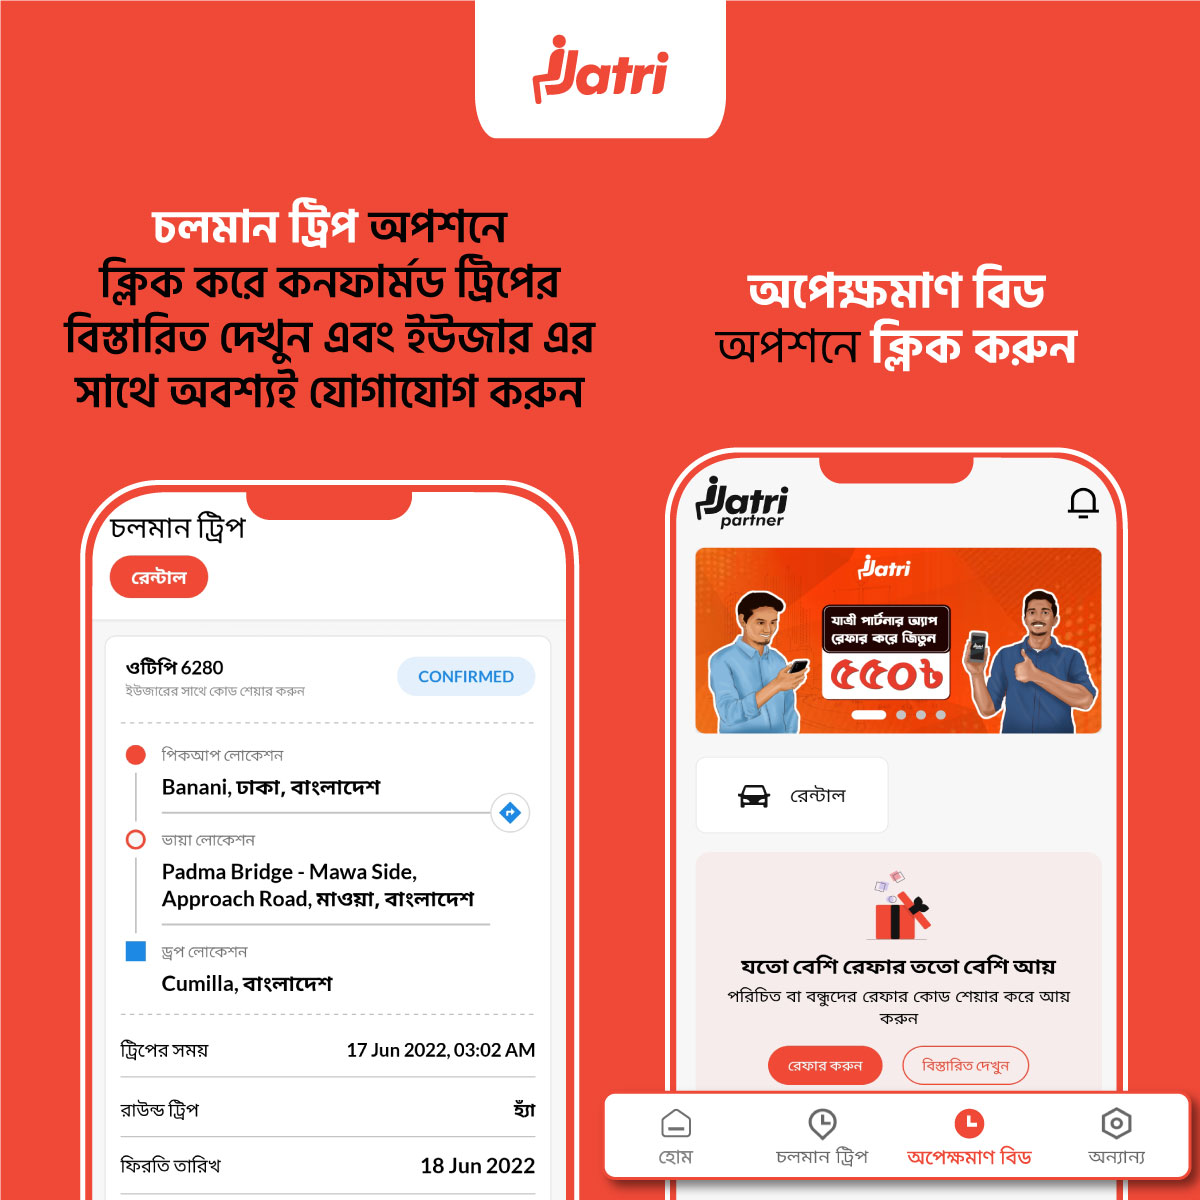 Jatri
চলমান ট্রিপ অপশনে
ক্লিক করে কনফার্মড ট্রিপের
বিস্তারিত দেখুন এবং ইউজার এর
সাথে অবশ্যই যোগাযোগ করুন
অপেক্ষমাণ বিড
অপশনে ক্লিক করুন
চলমান ট্রিপ
রেন্টাল
ওটিপি 6280
ইউজারের সাথে কোড শেয়ার করুন
CONFIRMED
পিকআপ লোকেশন
Banani, ঢাকা, বাংলাদেশ
ভায়া লোকেশন
Padma Bridge - Mawa Side,
Approach Road, মাওয়া, বাংলাদেশ
ড্রপ লোকেশন
Cumilla, বাংলাদেশ
ট্রিপের সময় 17 Jun 2022, 03:02 AM
রাউন্ড ট্রিপ হ্যাঁ
ফিরতি তারিখ 18 Jun 2022
Jatri
partner
Jatri
যাত্রী পার্টনার অ্যাপ
রেফার করে জিতুন
৫৫০৳
Jatri
রেন্টাল
যতো বেশি রেফার ততো বেশি আয়
পরিচিত বা বন্ধুদের রেফার কোড শেয়ার করে আয়
করুন
রেফার করুন
বিস্তারিত দেখুন
হোম
চলমান ট্রিপ
অপেক্ষমাণ বিড
অন্যান্য